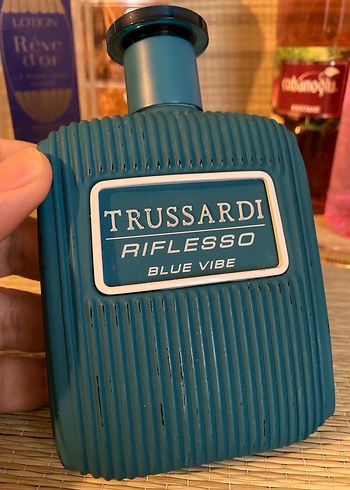 LOTION
Rêve
d'or
TRUSSARDI
RIFLESSO
BLUE VIBE